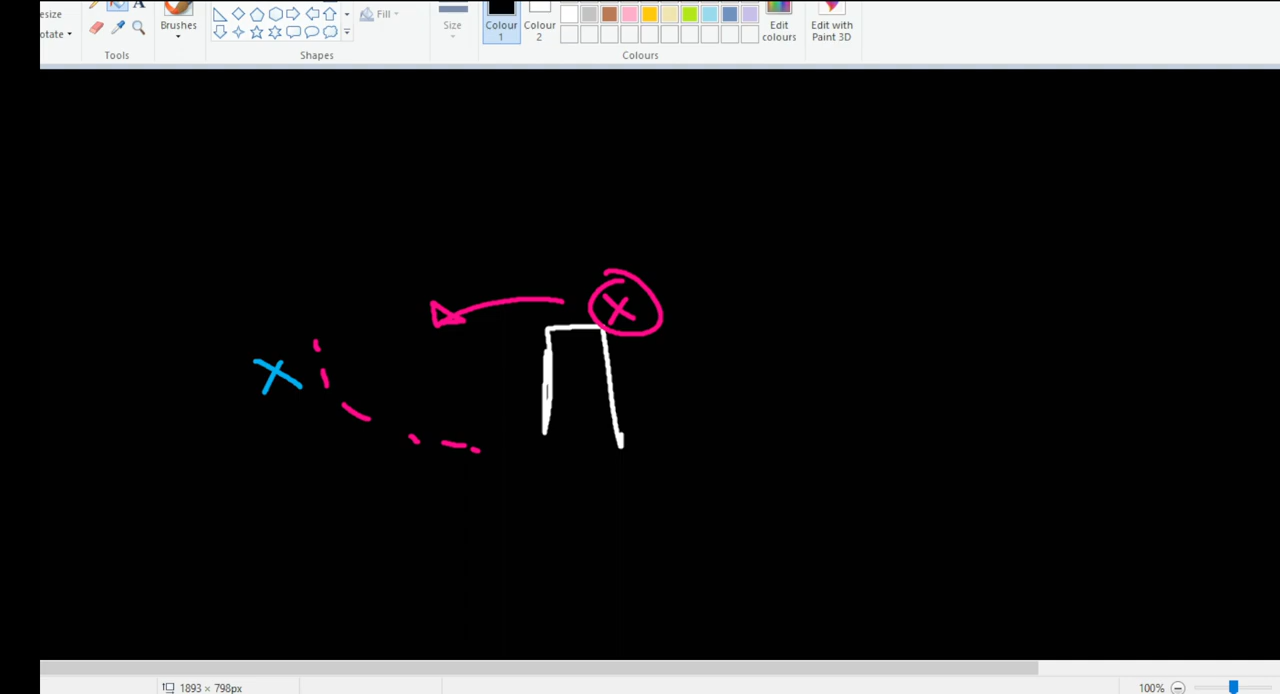 esize
otate
A
Brushes
Fill
Size
Colour
1
Colour
2
Edit
colours
Edit with
Paint 3D
Tools
Shapes
Colours
X
X
1893 × 798px
100%